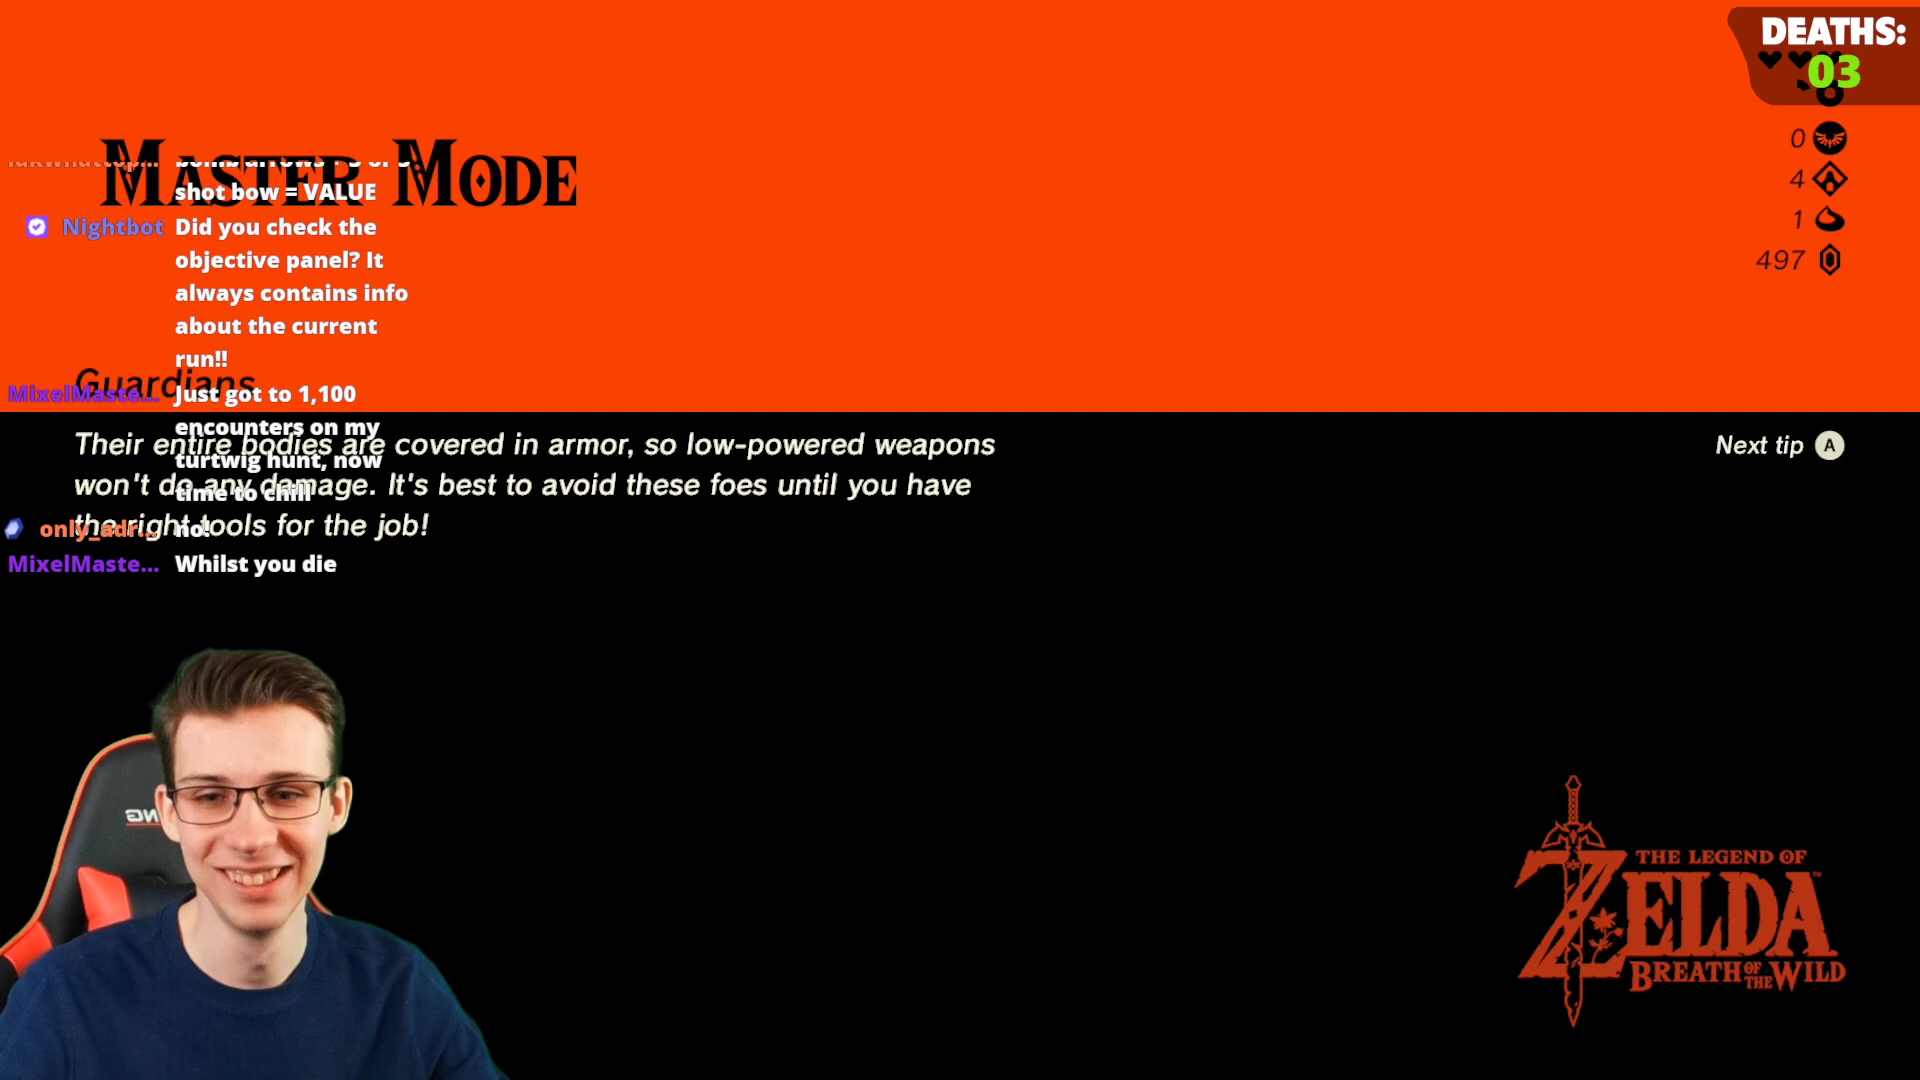 DEATHS:
03
MASTER MODE
0
4
1
497
shot bow = VALUE
Nightbot Did you check the
objective panel? It
always contains info
about the current
run!!
Guardians
MixelMaste... Just got to 1,100
encounters on my
turtwig hunt, now
time to chill
only_adr... no!
MixelMaste... Whilst you die
Their entire bodies are covered in armor, so low-powered weapons
won't do any damage. It's best to avoid these foes until you have
the right tools for the job!
Next tip A
THE LEGEND OF
ZELDA
BREATH OF THE WILD